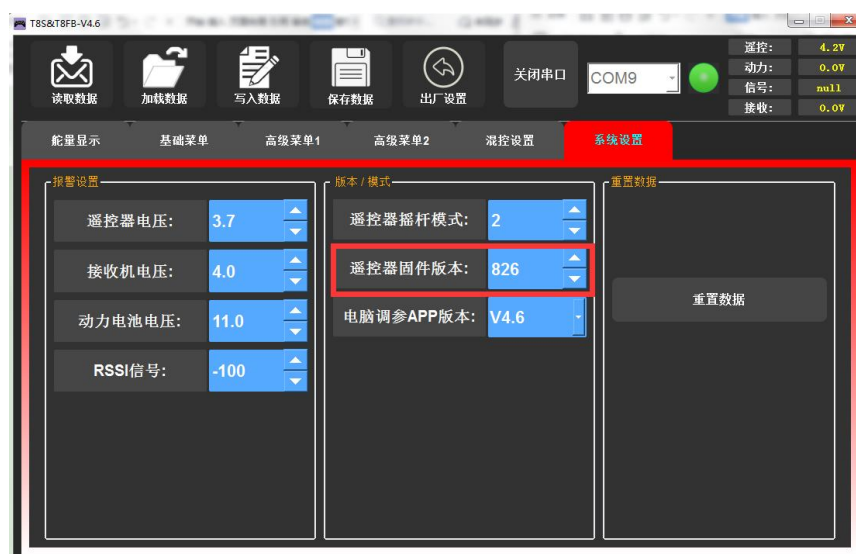 T8S&T8FB-V4.6
读取数据
加载数据
写入数据
保存数据
出厂设置
关闭串口
COM9
遥控: 4.2V
动力: 0.0V
信号: null
接收: 0.0V
舵量显示
基础菜单
高级菜单1
高级菜单2
混控设置
系统设置
报警设置
遥控器电压: 3.7
接收机电压: 4.0
动力电池电压: 11.0
RSSI信号: -100
版本/模式
遥控器摇杆模式: 2
遥控器固件版本: 826
电脑调参APP版本: V4.6
重置数据
重置数据